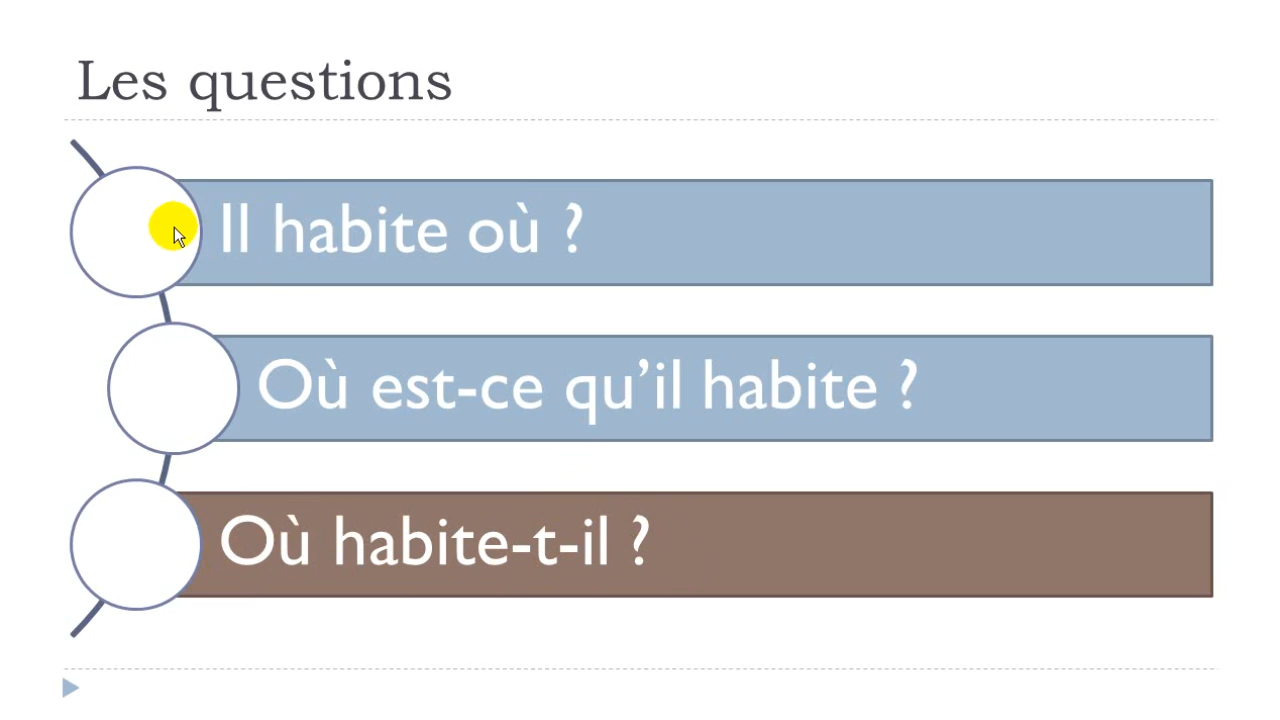 Les questions
Il habite où ?
Où est-ce qu’il habite ?
Où habite-t-il ?